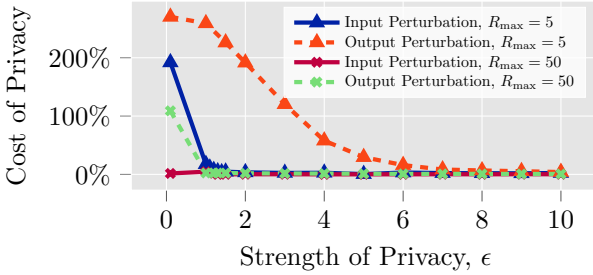 Input Perturbation, R_max = 5
Output Perturbation, R_max = 5
Input Perturbation, R_max = 50
Output Perturbation, R_max = 50
Cost of Privacy
200%
100%
0%
0 2 4 6 8 10
Strength of Privacy, ϵ